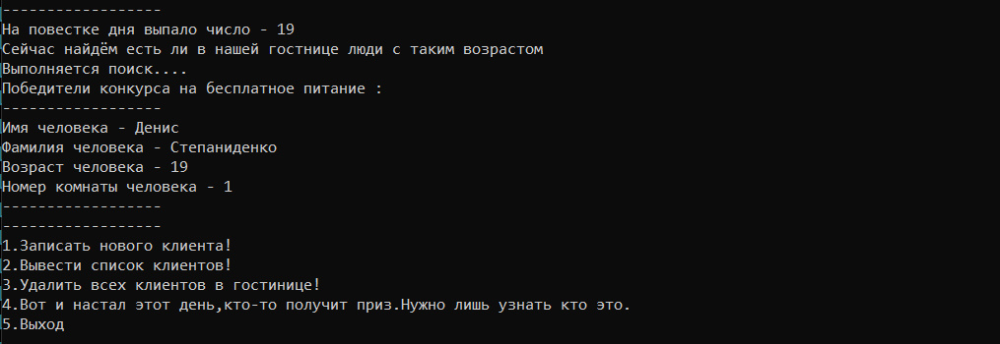 ------------------
На повестке дня выпало число - 19
Сейчас найдём есть ли в нашей гостнице люди с таким возрастом
Выполняется поиск....
Победители конкурса на бесплатное питание :
------------------
Имя человека - Денис
Фамилия человека - Степаниденко
Возраст человека - 19
Номер комнаты человека - 1
------------------
------------------
1.Записать нового клиента!
2.Вывести список клиентов!
3.Удалить всех клиентов в гостинице!
4.Вот и настал этот день,кто-то получит приз.Нужно лишь узнать кто это.
5.Выход